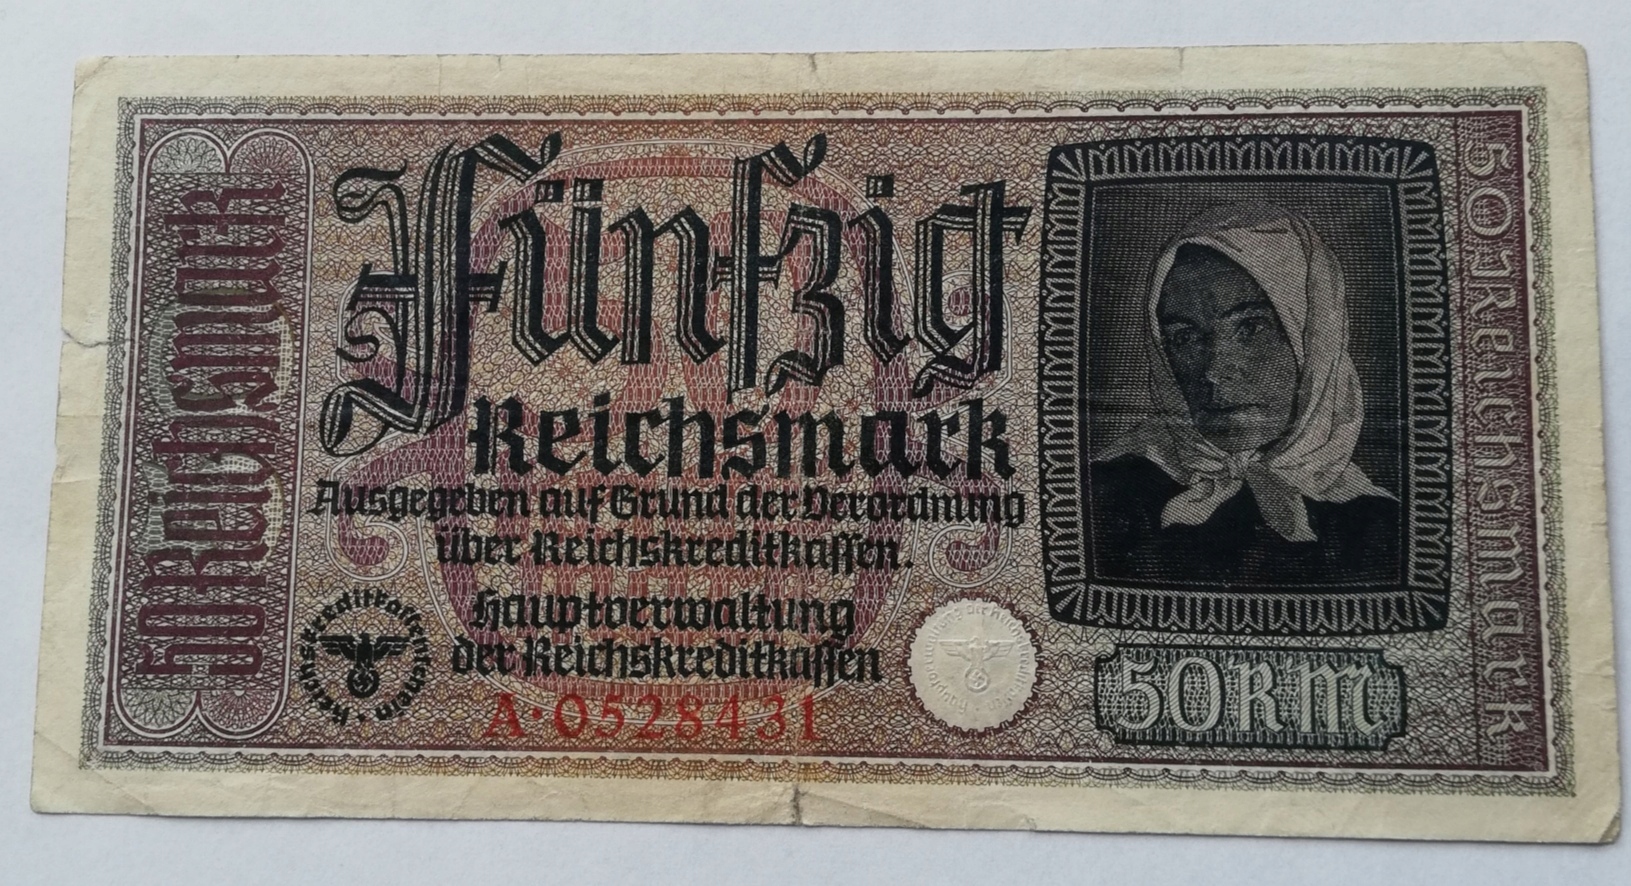 50 Reichsmark
Fünfzig
Reichsmark
Ausgegeben auf Grund der Verordnung
über Reichskreditkassen.
Hauptverwaltung
der Reichskreditkassen
Reichskreditkassenschein
A·0528431
50 RM
50 Reichsmark